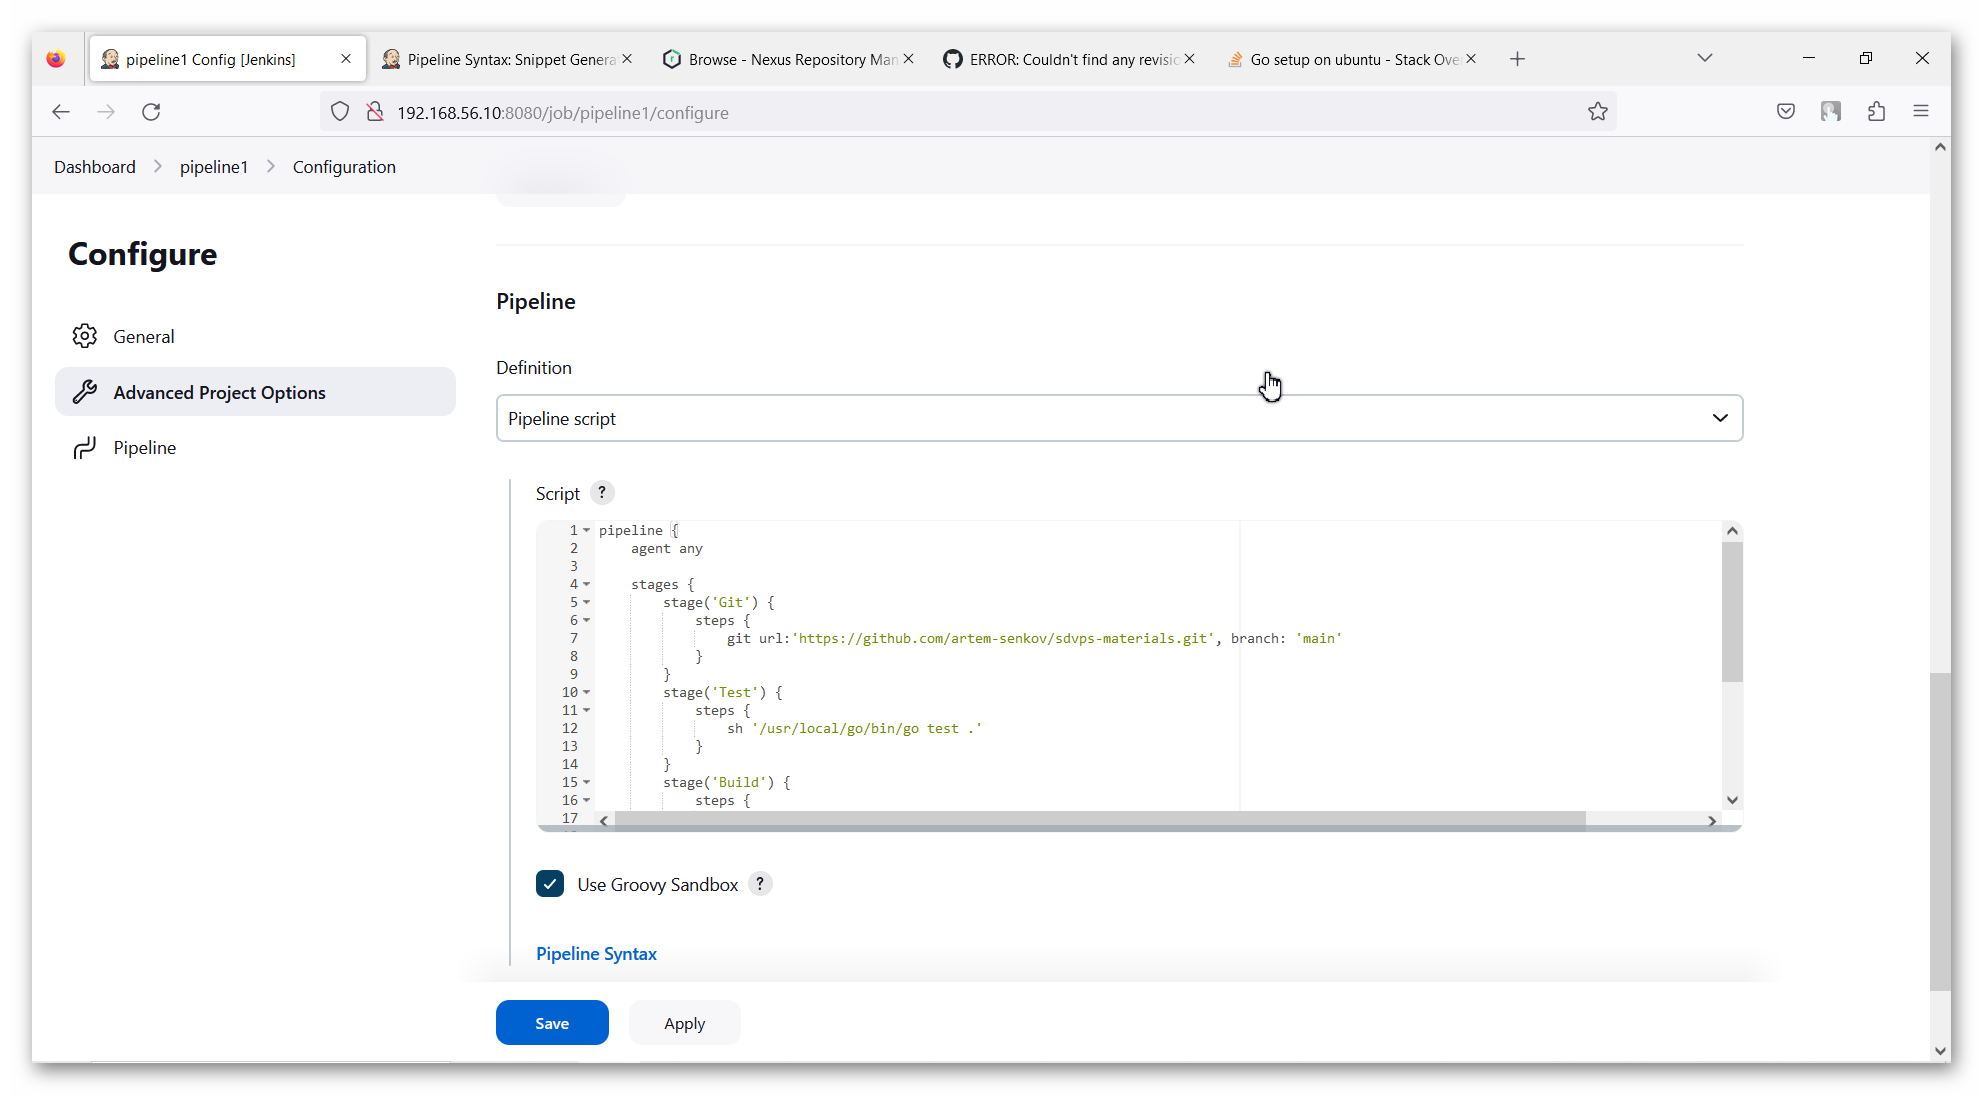 pipeline1 Config [Jenkins]
Pipeline Syntax: Snippet Genera
Browse - Nexus Repository Man
ERROR: Couldn't find any revisio
Go setup on ubuntu - Stack Ove
192.168.56.10:8080/job/pipeline1/configure
Dashboard
pipeline1
Configuration
Configure
General
Advanced Project Options
Pipeline
Pipeline
Definition
Pipeline script
Script ?
1 pipeline {
2 agent any
3
4 stages {
5 stage('Git') {
6 steps {
7 git url:'https://github.com/artem-senkov/sdvps-materials.git', branch: 'main'
8 }
9 }
10 stage('Test') {
11 steps {
12 sh '/usr/local/go/bin/go test .'
13 }
14 }
15 stage('Build') {
16 steps {
17
Use Groovy Sandbox ?
Pipeline Syntax
Save
Apply